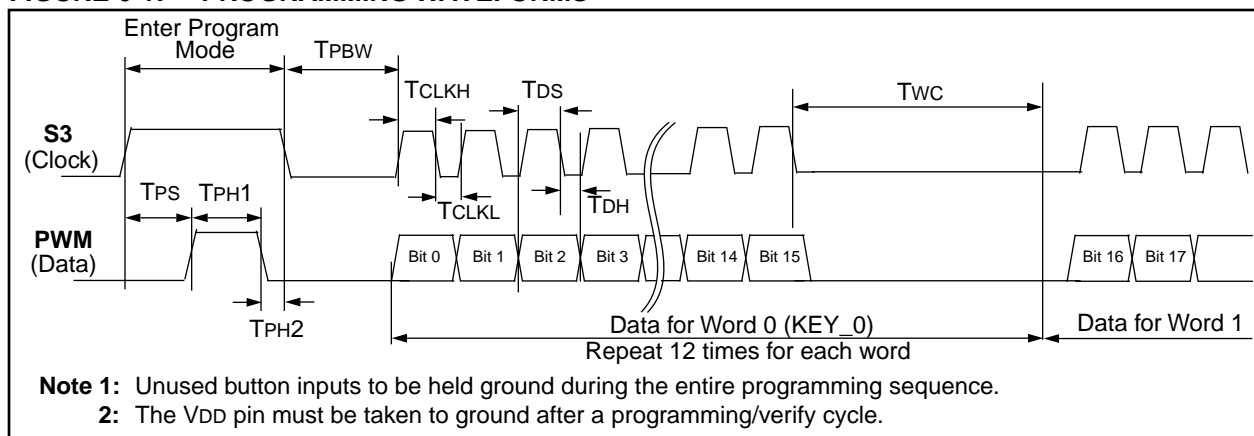 Enter Program
Mode
TPBW
TCLKH
TDS
TWC
S3
(Clock)
TPS
TPH1
TCLKL
TDH
PWM
(Data)
Bit 0
Bit 1
Bit 2
Bit 3
Bit 14
Bit 15
Bit 16
Bit 17
TPH2
Data for Word 0 (KEY_0)
Data for Word 1
Repeat 12 times for each word
Note 1: Unused button inputs to be held ground during the entire programming sequence.
2: The VDD pin must be taken to ground after a programming/verify cycle.